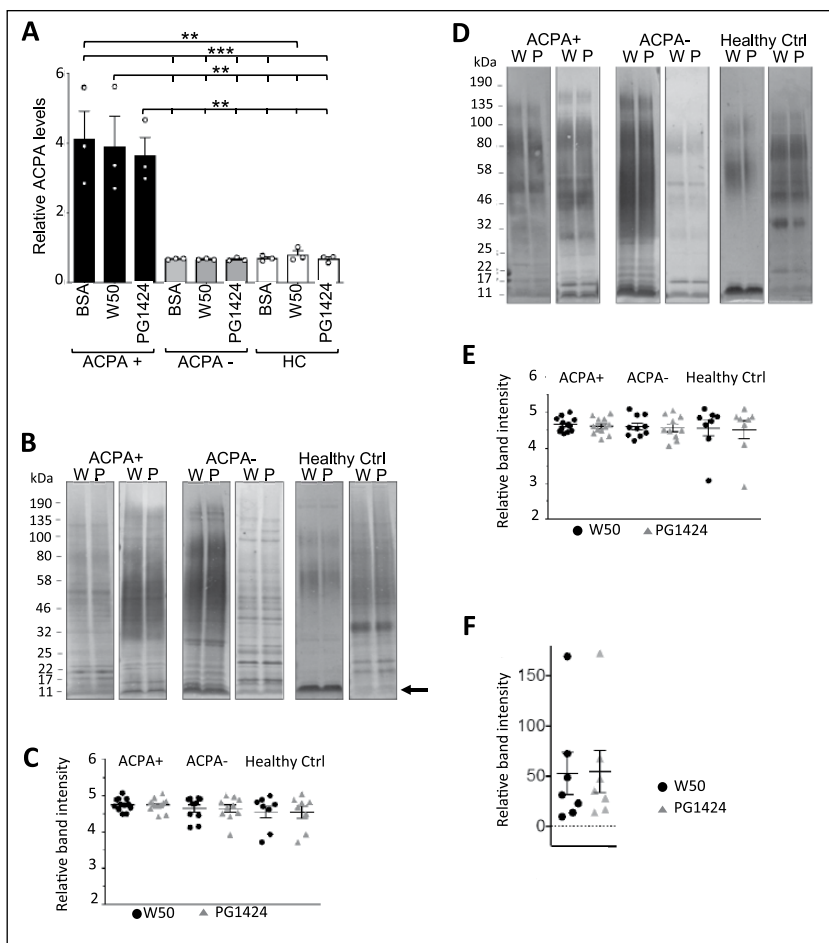 A
**
***
**
**
Relative ACPA levels
6
4
2
0
BSA
W50
PG1424
BSA
W50
PG1424
BSA
W50
PG1424
ACPA +
ACPA -
HC
B
ACPA+
ACPA-
Healthy Ctrl
kDa
W P
W P
W P
W P
W P
W P
190
135
100
80
58
46
32
25
22
17
11
C
ACPA+
ACPA-
Healthy Ctrl
Relative band intensity
6
5
4
3
2
W50
PG1424
D
ACPA+
ACPA-
Healthy Ctrl
kDa
W P
W P
W P
W P
W P
W P
190
135
100
80
58
46
32
25
22
17
11
E
ACPA+
ACPA-
Healthy Ctrl
Relative band intensity
6
5
4
3
2
W50
PG1424
F
Relative band intensity
150
100
50
0
W50
PG1424